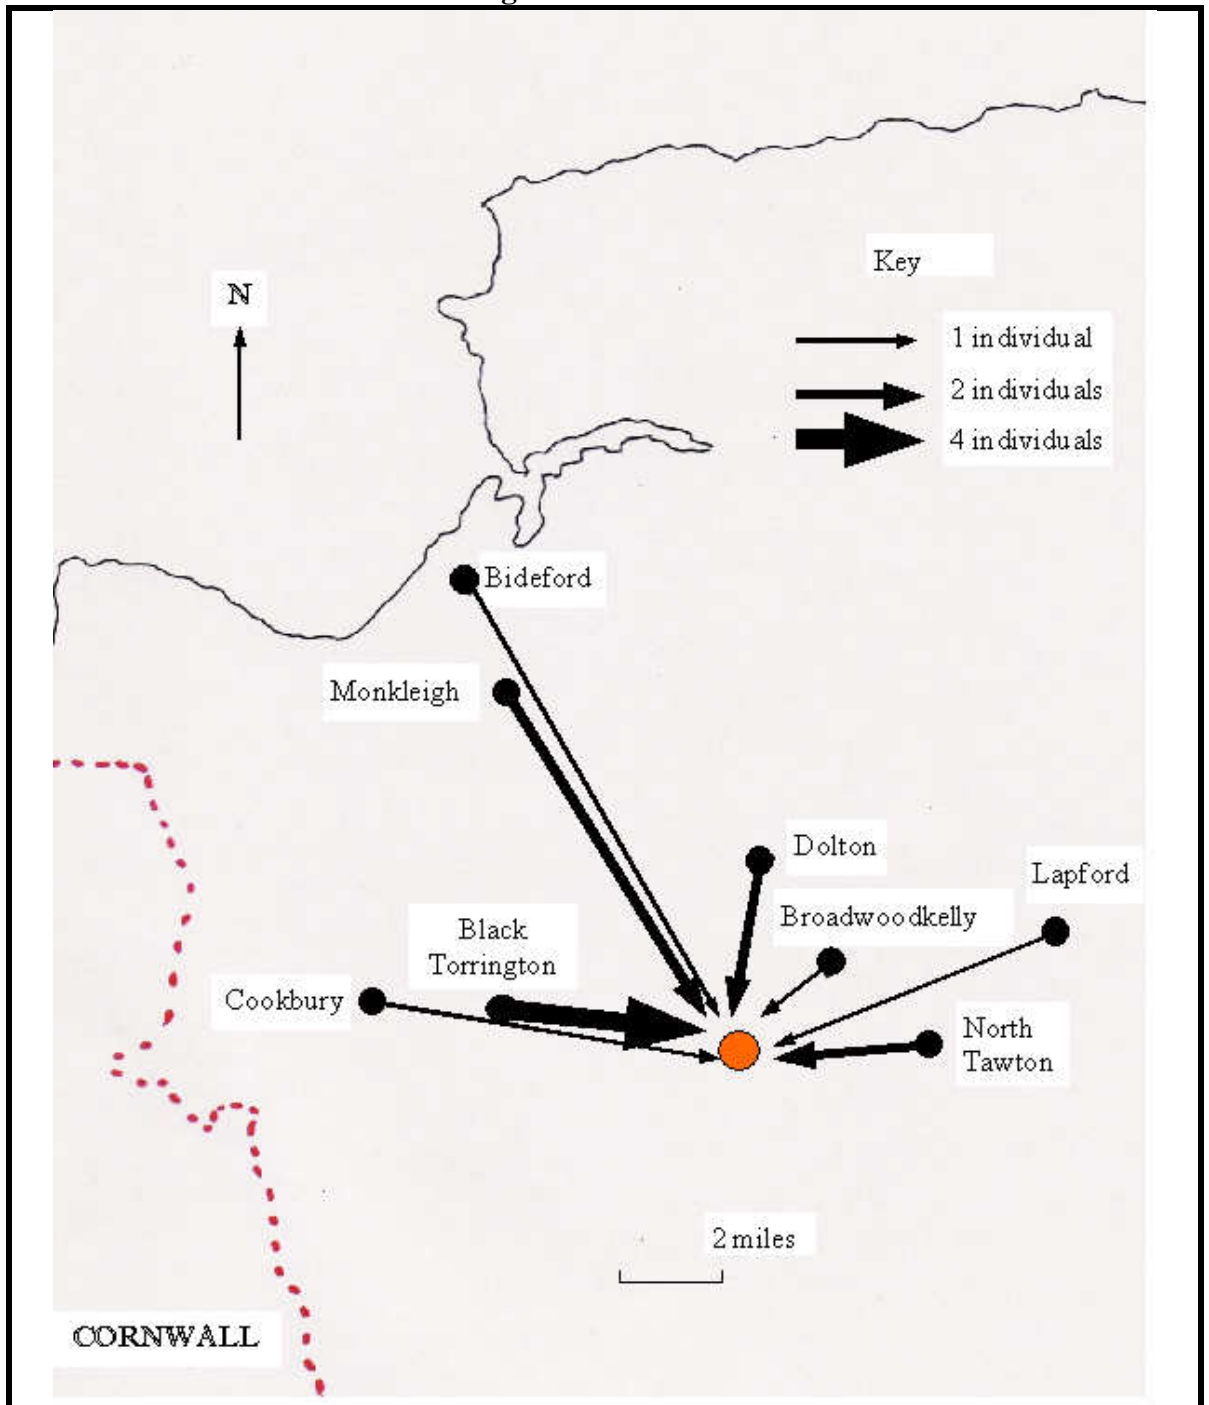 N
Key
1 individual
2 individuals
4 individuals
Bideford
Monkleigh
Dolton
Lapford
Broadwoodkelly
Black
Torrington
Cookbury
North
Tawton
2 miles
CORNWALL